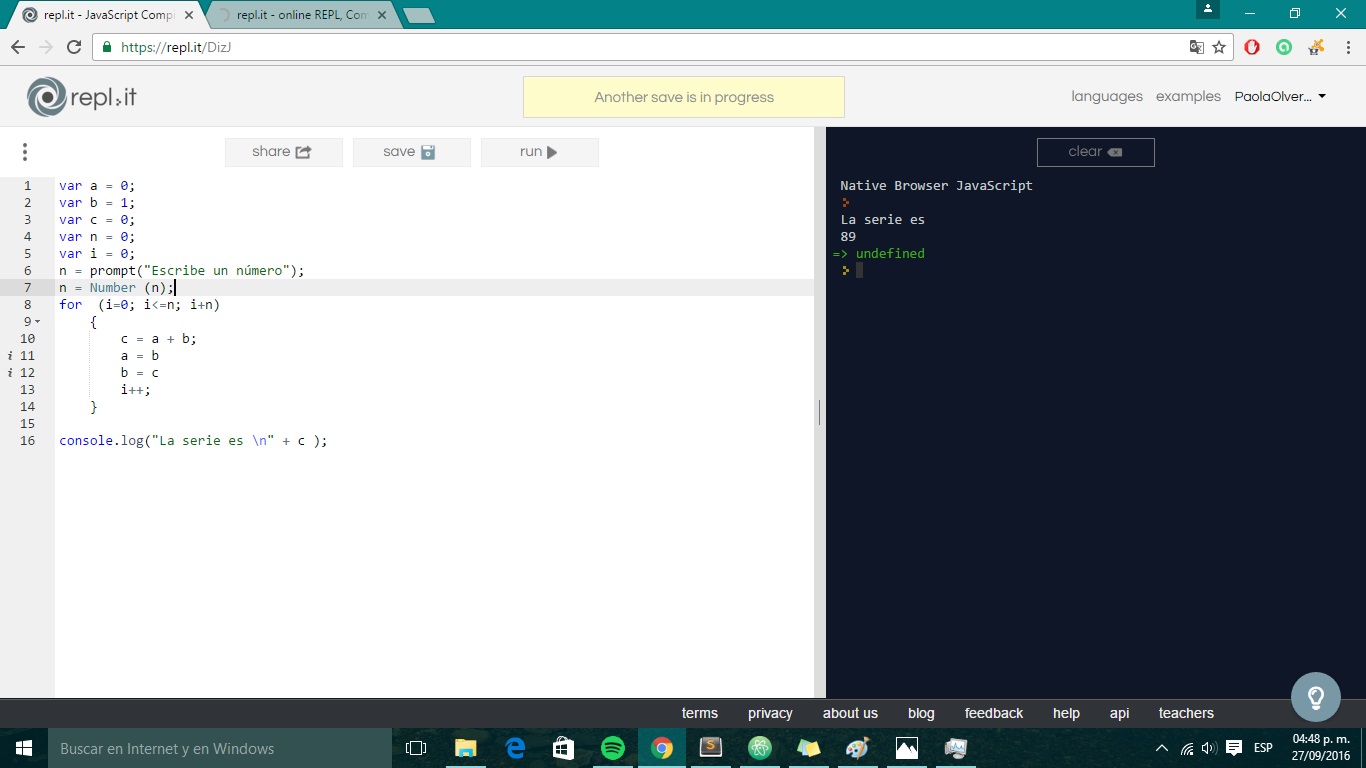 repl.it - JavaScript Comp
repl.it - online REPL, Com
https://repl.it/DizJ
repl.it
Another save is in progress
languages examples PaolaOlver...
share save run
clear
1 var a = 0;
2 var b = 1;
3 var c = 0;
4 var n = 0;
5 var i = 0;
6 n = prompt("Escribe un número");
7 n = Number (n);
8 for  (i=0; i<=n; i+n)
9     {
10         c = a + b;
i 11         a = b
i 12         b = c
13         i++;
14     }
15
16 console.log("La serie es \n" + c );
Native Browser JavaScript
La serie es
89
=> undefined
terms privacy about us blog feedback help api teachers
Buscar en Internet y en Windows
ESP
04:48 p. m.
27/09/2016